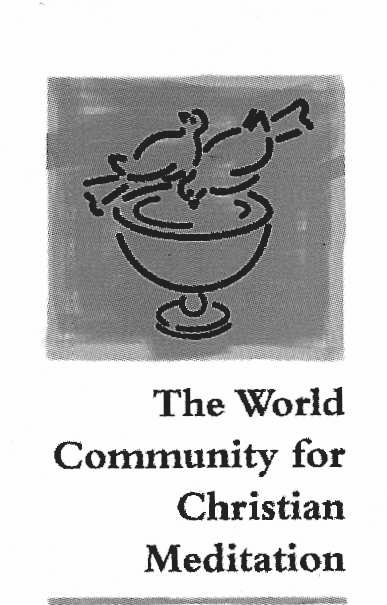 The World
Community for
Christian
Meditation